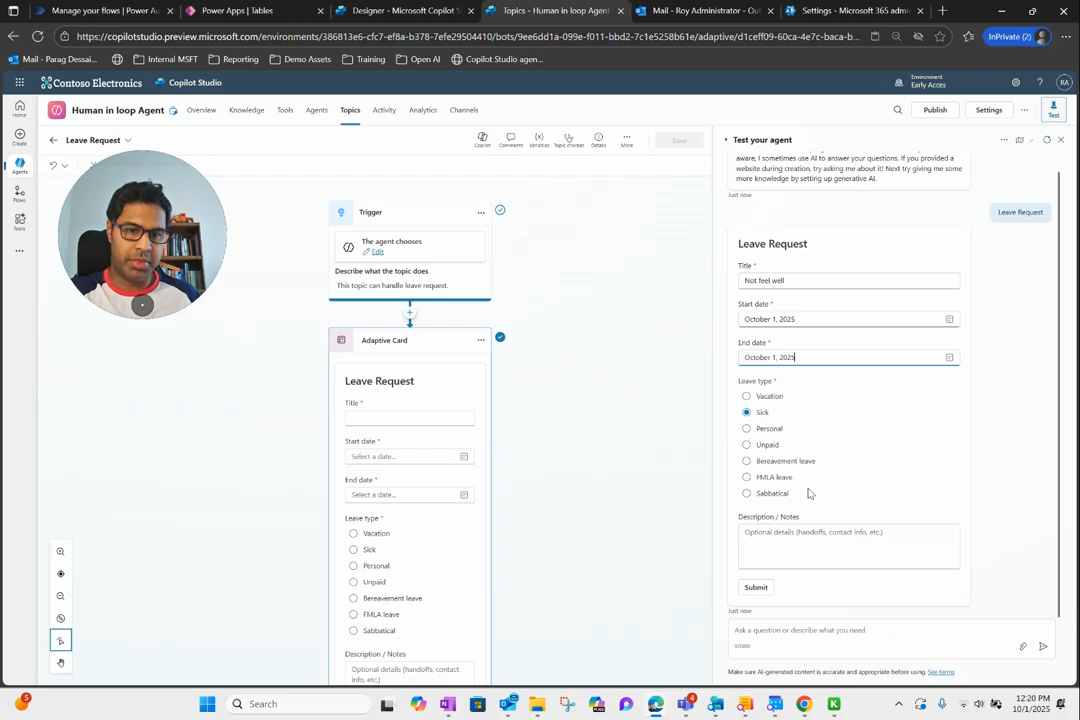 Manage your flows | Power Au
Power Apps | Tables
Designer - Microsoft Copilot S
Topics - Human in loop Agent
Mail - Roy Administrator - Out
Settings - Microsoft 365 admi
https://copilotstudio.preview.microsoft.com/environments/386813e6-cfc7-ef8a-b378-7efe29504410/bots/9ee6dd1a-099e-f011-bbd2-7c1e5258b61e/adaptive/d1ceff09-60ca-4e7c-baca-b...
InPrivate (2)
Mail - Parag Dessai...
Internal MSFT
Reporting
Demo Assets
Training
Open AI
Copilot Studio agen...
Contoso Electronics
Copilot Studio
Environment
Early Acces
RA
Home
Create
Agents
Flows
Tools
Human in loop Agent
Overview
Knowledge
Tools
Agents
Topics
Activity
Analytics
Channels
Publish
Settings
Test
Leave Request
Copilot
Comments
Variables
Topic checker
Details
More
Save
Trigger
The agent chooses
Edit
Describe what the topic does
This topic can handle leave request.
Adaptive Card
Leave Request
Title *
Start date *
Select a date...
End date *
Select a date...
Leave type *
Vacation
Sick
Personal
Unpaid
Bereavement leave
FMLA leave
Sabbatical
Description / Notes
Optional details (handoffs, contact
info, etc.)
Test your agent
aware, I sometimes use AI to answer your questions. If you provided a
website during creation, try asking me about it! Next try giving me some
more knowledge by setting up generative AI.
Just now
Leave Request
Leave Request
Title *
Not feel well
Start date *
October 1, 2025
End date *
October 1, 2025
Leave type *
Vacation
Sick
Personal
Unpaid
Bereavement leave
FMLA leave
Sabbatical
Description / Notes
Optional details (handoffs, contact info, etc.)
Submit
Just now
Ask a question or describe what you need
0/2000
Make sure AI-generated content is accurate and appropriate before using. See terms
5
Search
4
12:20 PM
10/1/2025